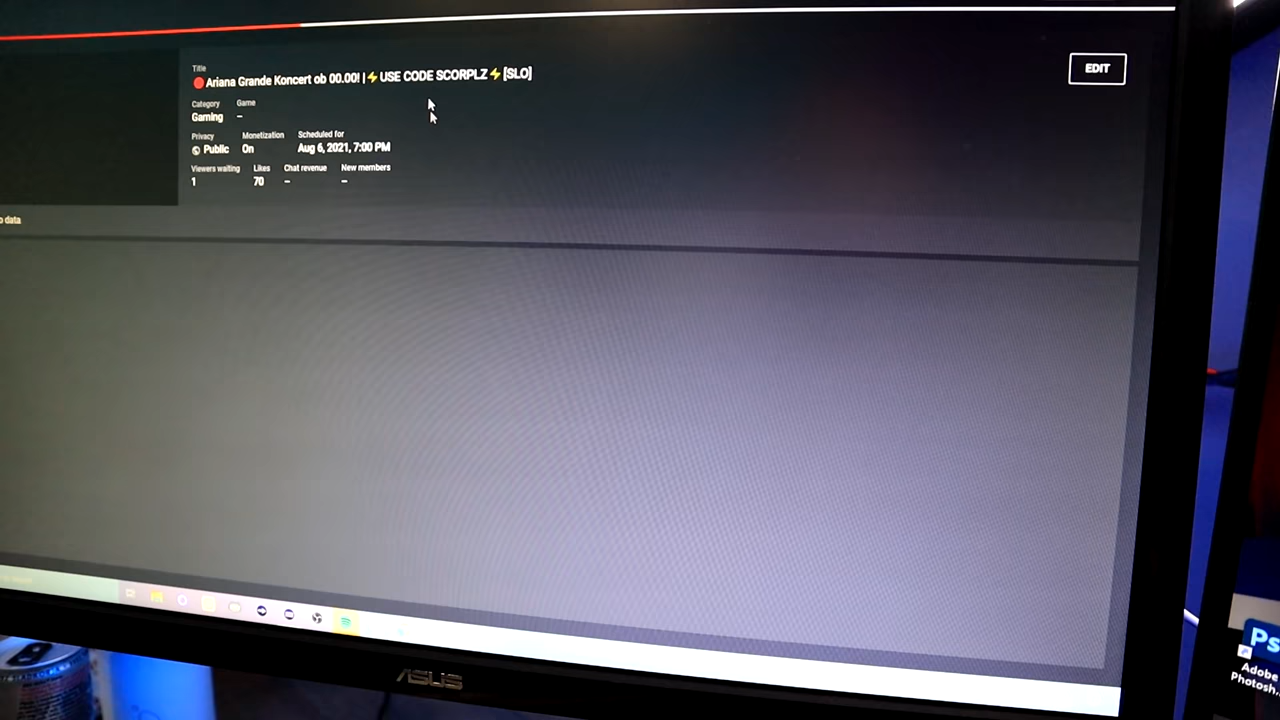 Title
🔴Ariana Grande Koncert ob 00.00! |⚡USE CODE SCORPLZ⚡[SLO]
EDIT
Category Game
Gaming –
Privacy Monetization Scheduled for
Public On Aug 6, 2021, 7:00 PM
Viewers waiting Likes Chat revenue New members
1 70 – –
data
ASUS
Ps
Adobe
Photosh...